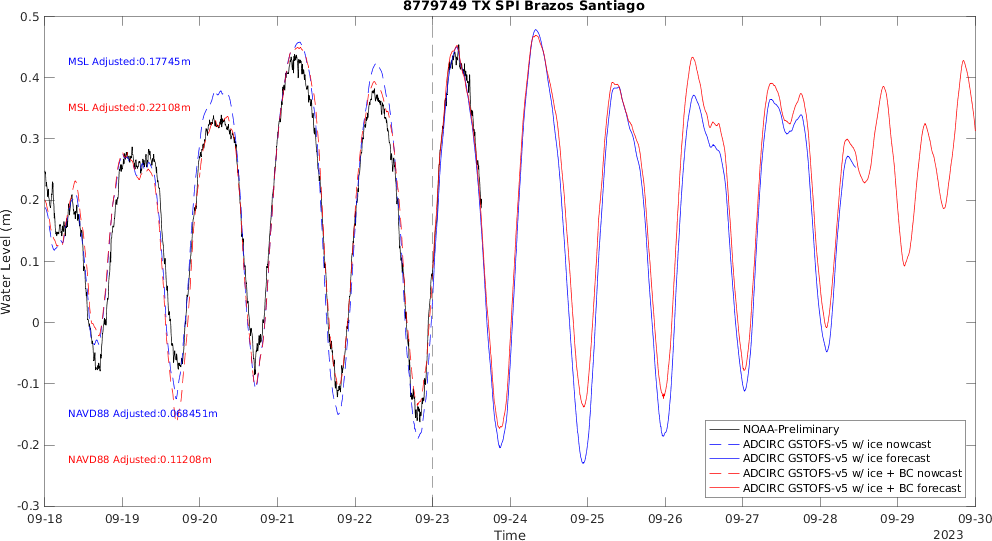 8779749 TX SPI Brazos Santiago
Water Level (m)
0.5
0.4
0.3
0.2
0.1
0
-0.1
-0.2
-0.3
MSL Adjusted:0.17745m
MSL Adjusted:0.22108m
NAVD88 Adjusted:0.068451m
NAVD88 Adjusted:0.11208m
NOAA-Preliminary
ADCIRC GSTOFS-v5 w/ ice nowcast
ADCIRC GSTOFS-v5 w/ ice forecast
ADCIRC GSTOFS-v5 w/ ice + BC nowcast
ADCIRC GSTOFS-v5 w/ ice + BC forecast
09-18 09-19 09-20 09-21 09-22 09-23 09-24 09-25 09-26 09-27 09-28 09-29 09-30
Time
2023